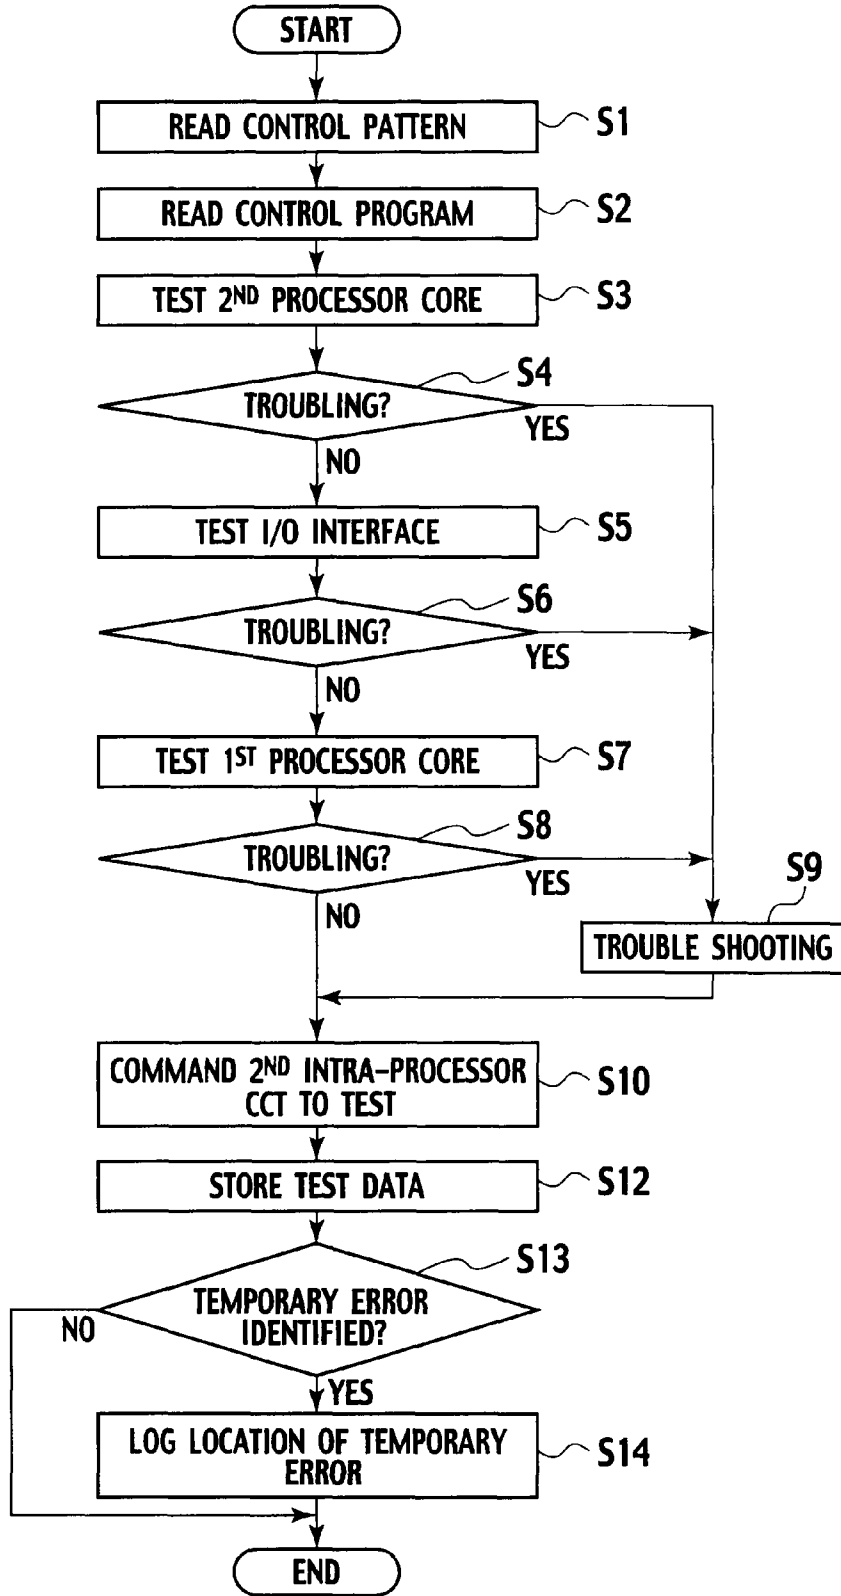 START
READ CONTROL PATTERN
S1
READ CONTROL PROGRAM
S2
TEST 2ND PROCESSOR CORE
S3
S4
TROUBLING?
YES
NO
TEST I/O INTERFACE
S5
S6
TROUBLING?
YES
NO
TEST 1ST PROCESSOR CORE
S7
S8
TROUBLING?
YES
NO
S9
TROUBLE SHOOTING
COMMAND 2ND INTRA-PROCESSOR
CCT TO TEST
S10
STORE TEST DATA
S12
S13
TEMPORARY ERROR
IDENTIFIED?
NO
YES
LOG LOCATION OF TEMPORARY
ERROR
S14
END